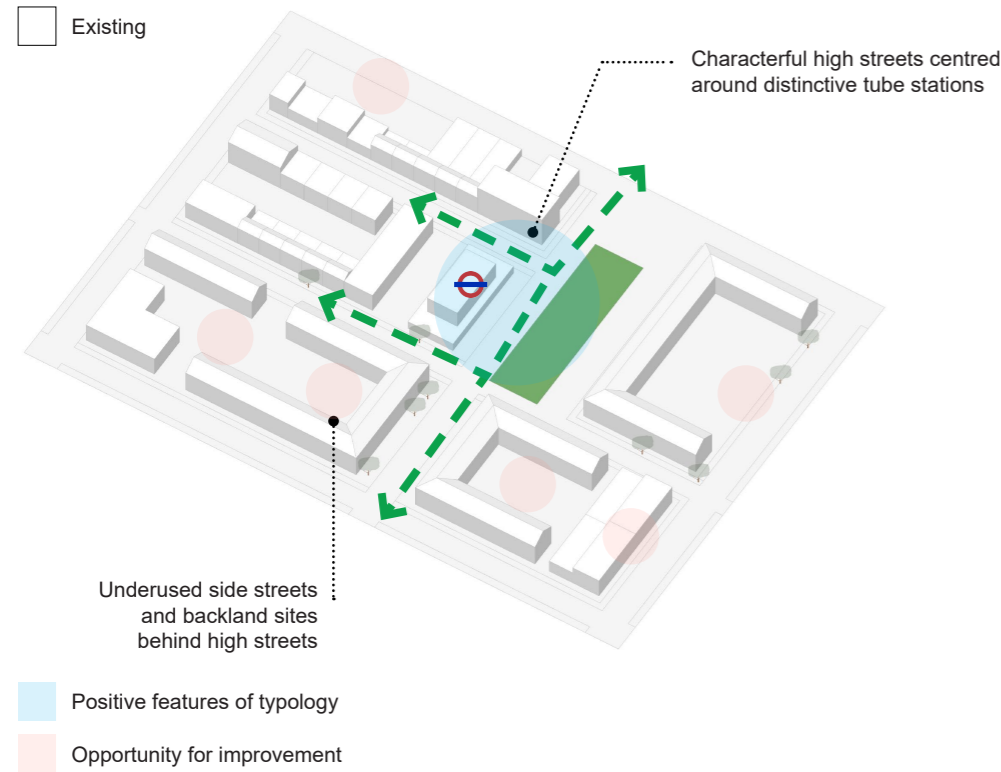 Existing
Characterful high streets centred
around distinctive tube stations
Underused side streets
and backland sites
behind high streets
Positive features of typology
Opportunity for improvement